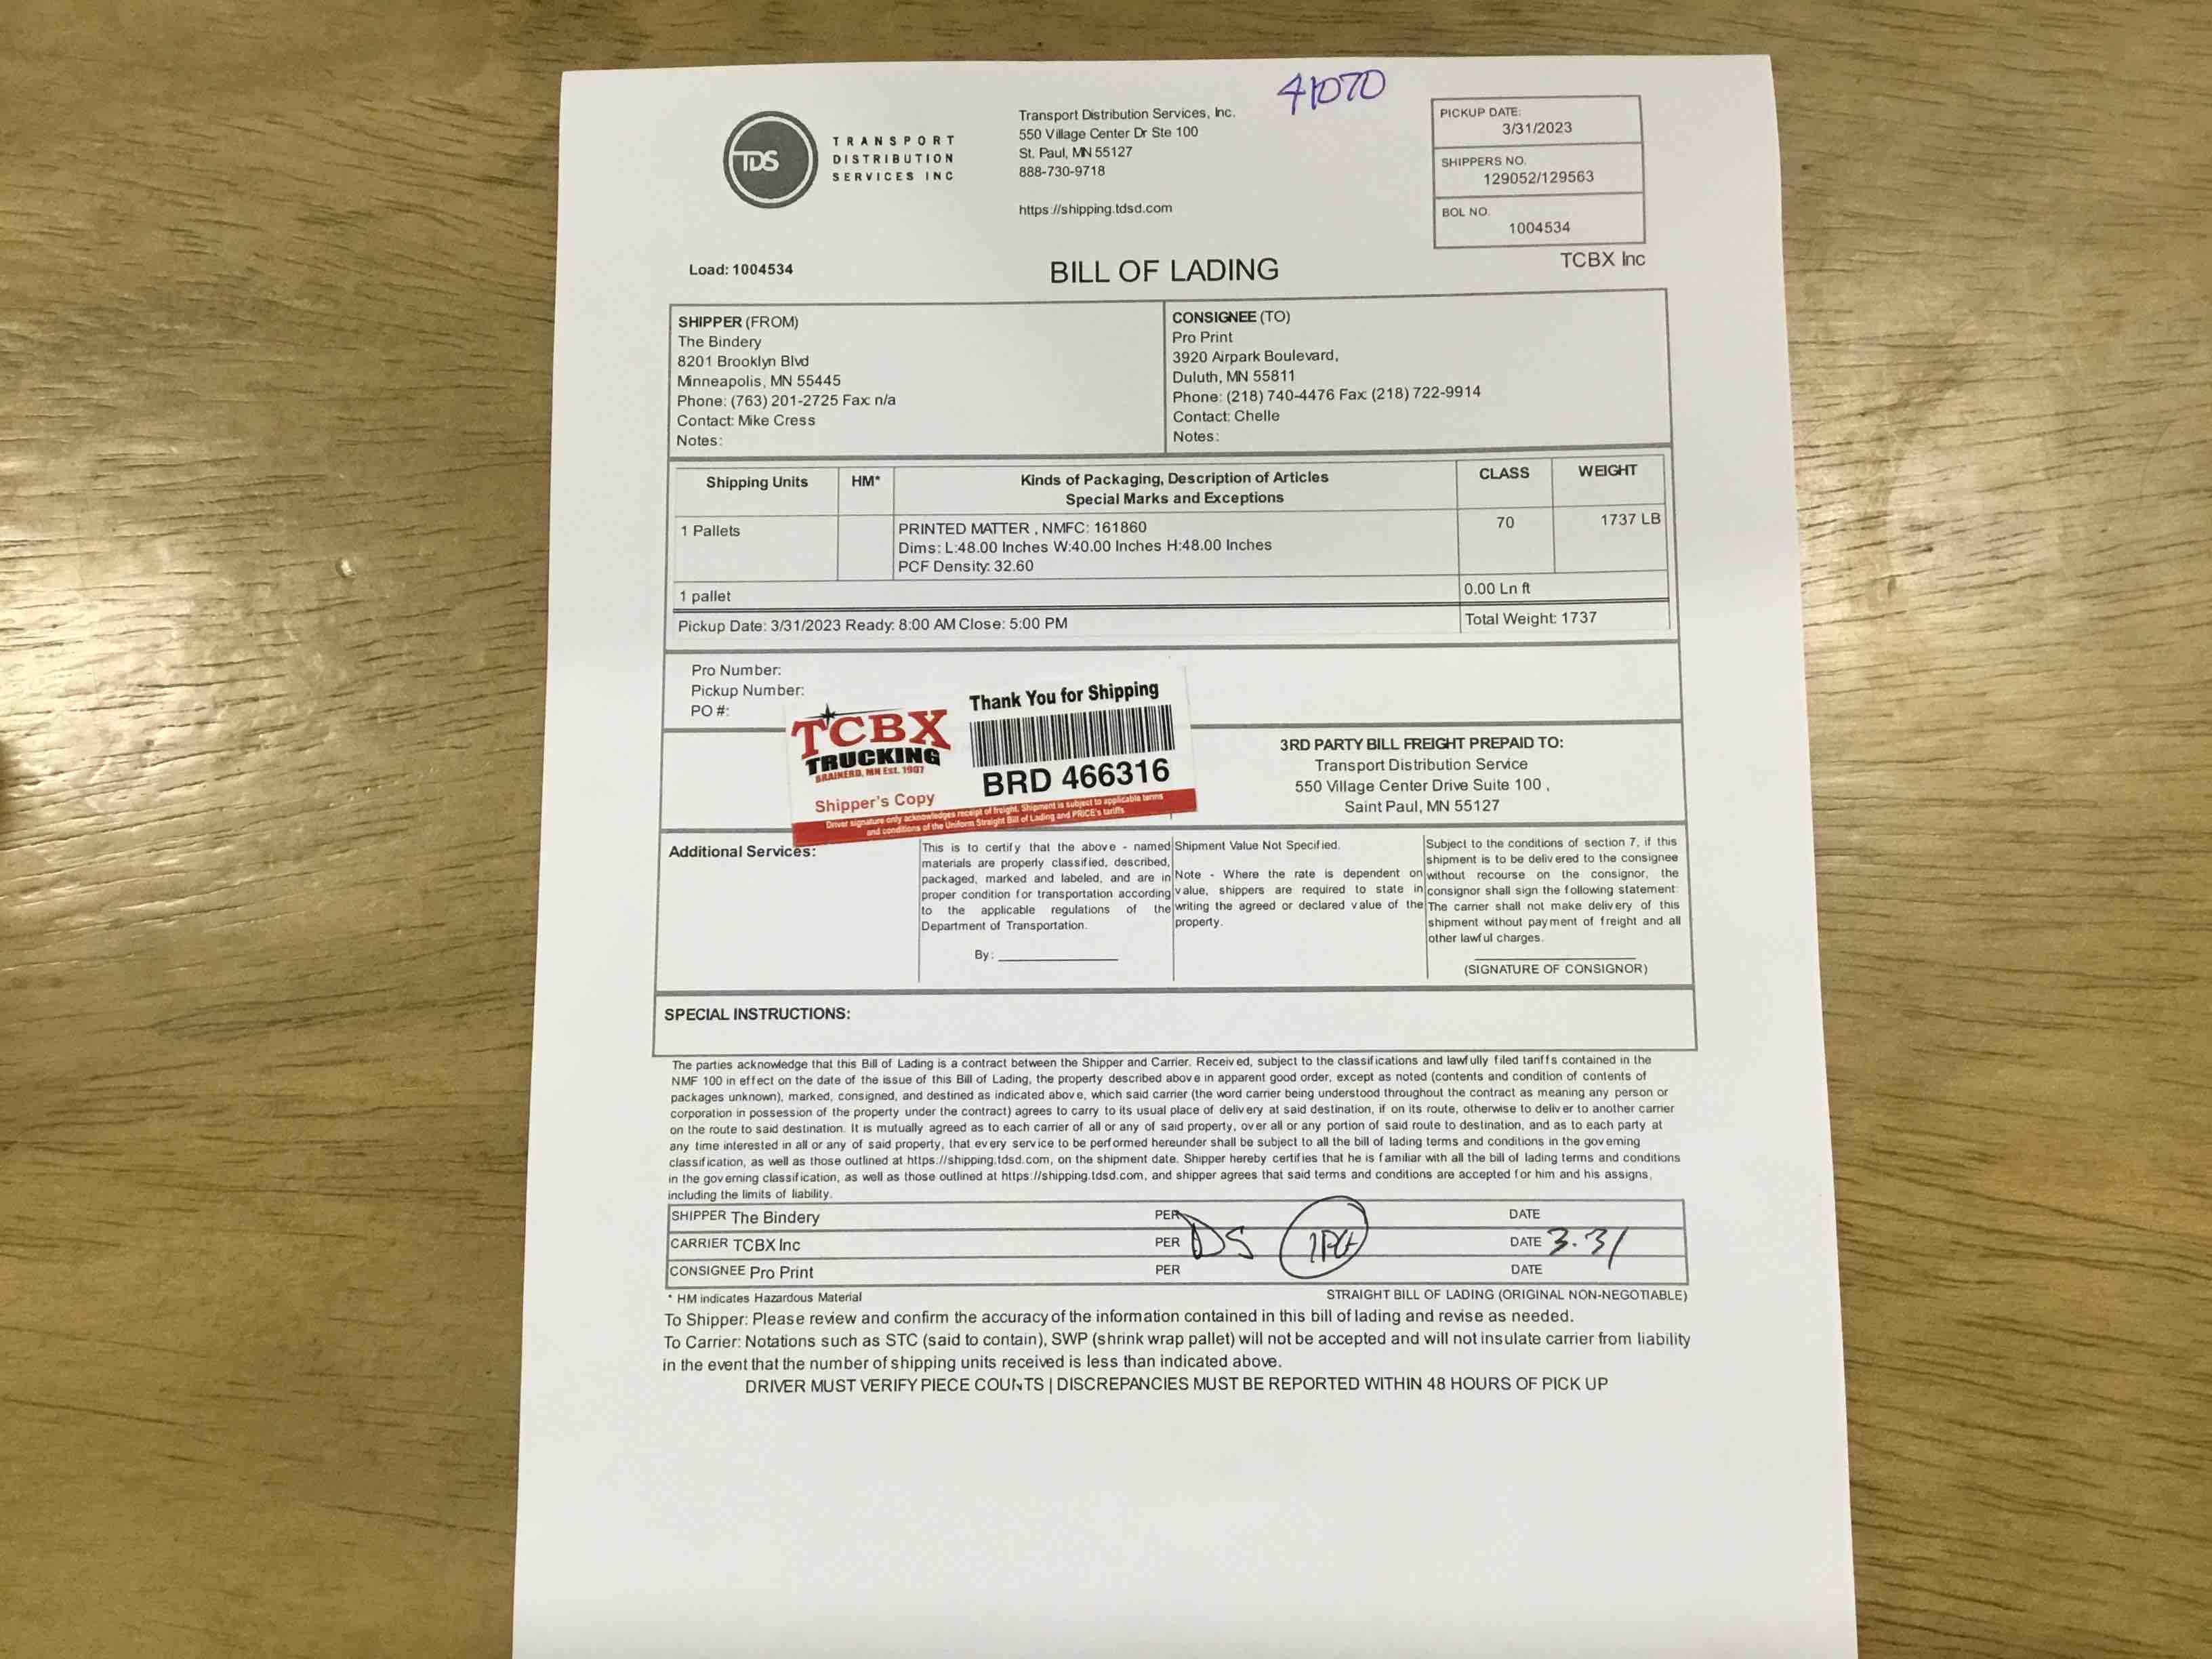 41070
TDS
TRANSPORT
DISTRIBUTION
SERVICES INC
Transport Distribution Services, Inc.
550 Village Center Dr Ste 100
St. Paul, MN 55127
888-730-9718
https://shipping.tdsd.com
PICKUP DATE:
3/31/2023
SHIPPERS NO.
129052/129563
BOL NO.
1004534
TCBX Inc
Load: 1004534
BILL OF LADING
SHIPPER (FROM)
The Bindery
8201 Brooklyn Blvd
Minneapolis, MN 55445
Phone: (763) 201-2725 Fax: n/a
Contact: Mike Cress
Notes:
CONSIGNEE (TO)
Pro Print
3920 Airpark Boulevard,
Duluth, MN 55811
Phone: (218) 740-4476 Fax: (218) 722-9914
Contact: Chelle
Notes:
Shipping Units HM* Kinds of Packaging, Description of Articles CLASS WEIGHT
Special Marks and Exceptions
1 Pallets PRINTED MATTER , NMFC: 161860 70 1737 LB
Dims: L:48.00 Inches W:40.00 Inches H:48.00 Inches
PCF Density: 32.60
1 pallet 0.00 Ln ft
Pickup Date: 3/31/2023 Ready: 8:00 AM Close: 5:00 PM Total Weight: 1737
Pro Number:
Pickup Number:
PO #:
TCBX
TRUCKING
BRAINERD, MN Est. 1987
Shipper's Copy
Thank You for Shipping
BRD 466316
Driver signature only acknowledges receipt of freight. Shipment is subject to applicable terms
and conditions of the Uniform Straight Bill of Lading and PRICE's tariffs
3RD PARTY BILL FREIGHT PREPAID TO:
Transport Distribution Service
550 Village Center Drive Suite 100 ,
Saint Paul, MN 55127
Additional Services:
This is to certify that the above - named
materials are properly classified, described,
packaged, marked and labeled, and are in
proper condition for transportation according
to the applicable regulations of the
Department of Transportation.
By:
Shipment Value Not Specified.
Note - Where the rate is dependent on
value, shippers are required to state in
writing the agreed or declared value of the
property.
Subject to the conditions of section 7, if this
shipment is to be delivered to the consignee
without recourse on the consignor, the
consignor shall sign the following statement:
The carrier shall not make delivery of this
shipment without payment of freight and all
other lawful charges.
(SIGNATURE OF CONSIGNOR)
SPECIAL INSTRUCTIONS:
The parties acknowledge that this Bill of Lading is a contract between the Shipper and Carrier. Received, subject to the classifications and lawfully filed tariffs contained in the
NMF 100 in effect on the date of the issue of this Bill of Lading, the property described above in apparent good order, except as noted (contents and condition of contents of
packages unknown), marked, consigned, and destined as indicated above, which said carrier (the word carrier being understood throughout the contract as meaning any person or
corporation in possession of the property under the contract) agrees to carry to its usual place of delivery at said destination, if on its route, otherwise to deliver to another carrier
on the route to said destination. It is mutually agreed as to each carrier of all or any of said property, over all or any portion of said route to destination, and as to each party at
any time interested in all or any of said property, that every service to be performed hereunder shall be subject to all the bill of lading terms and conditions in the governing
classification, as well as those outlined at https://shipping.tdsd.com, on the shipment date. Shipper hereby certifies that he is familiar with all the bill of lading terms and conditions
in the governing classification, as well as those outlined at https://shipping.tdsd.com, and shipper agrees that said terms and conditions are accepted for him and his assigns,
including the limits of liability.
SHIPPER The Bindery PER DATE
CARRIER TCBX Inc PER DS DATE 3.31
CONSIGNEE Pro Print PER DATE
* HM indicates Hazardous Material STRAIGHT BILL OF LADING (ORIGINAL NON-NEGOTIABLE)
To Shipper: Please review and confirm the accuracy of the information contained in this bill of lading and revise as needed.
To Carrier: Notations such as STC (said to contain), SWP (shrink wrap pallet) will not be accepted and will not insulate carrier from liability
in the event that the number of shipping units received is less than indicated above.
DRIVER MUST VERIFY PIECE COUNTS | DISCREPANCIES MUST BE REPORTED WITHIN 48 HOURS OF PICK UP